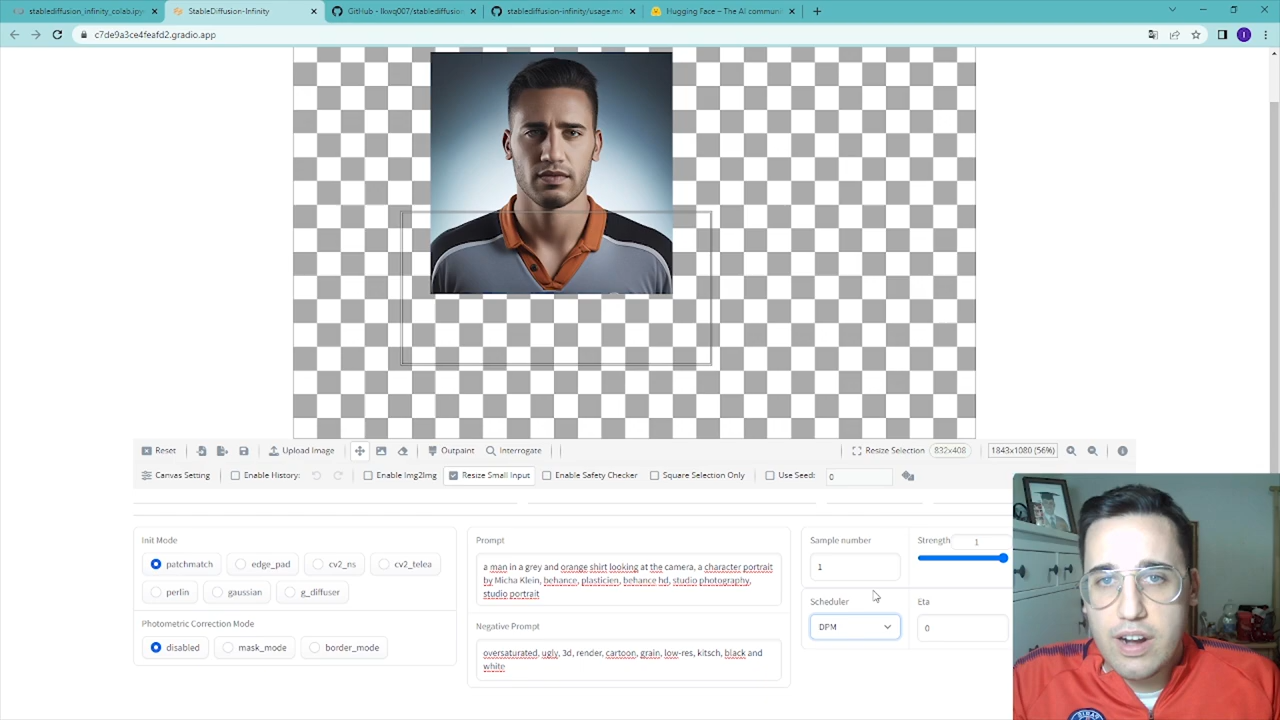 stablediffusion_infinity_colab.ipy
StableDiffusion-Infinity
GitHub - lkwq007/stablediffusion
stablediffusion-infinity/usage.md
Hugging Face – The AI communi
c7de9a3ce4feafd2.gradio.app
Reset
Upload Image
Outpaint
Interrogate
Resize Selection
832x408
1843x1080 (56%)
Canvas Setting
Enable History:
Enable Img2Img
Resize Small Input
Enable Safety Checker
Square Selection Only
Use Seed:
0
Init Mode
patchmatch
edge_pad
cv2_ns
cv2_telea
perlin
gaussian
g_diffuser
Photometric Correction Mode
disabled
mask_mode
border_mode
Prompt
a man in a grey and orange shirt looking at the camera, a character portrait
by Micha Klein, behance, plasticien, behance hd, studio photography,
studio portrait
Negative Prompt
oversaturated, ugly, 3d, render, cartoon, grain, low-res, kitsch, black and
white
Sample number
1
Strength
1
Scheduler
DPM
Eta
0